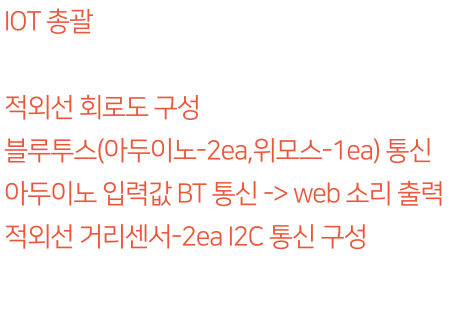 IOT 총괄
적외선 회로도 구성
블루투스(아두이노-2ea,위모스-1ea) 통신
아두이노 입력값 BT 통신 -> web 소리 출력
적외선 거리센서-2ea I2C 통신 구성